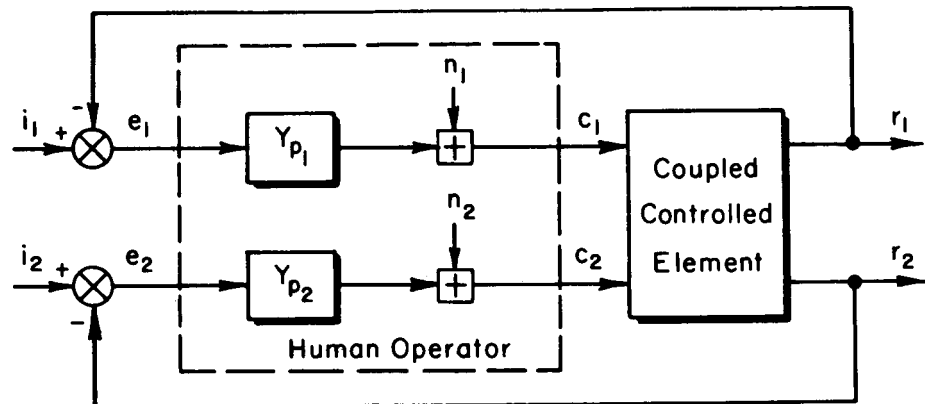 n₁
i₁ + - e₁ Yₚ₁ + c₁ r₁
Coupled
Controlled
Element
n₂
i₂ + - e₂ Yₚ₂ + c₂ r₂
Human Operator